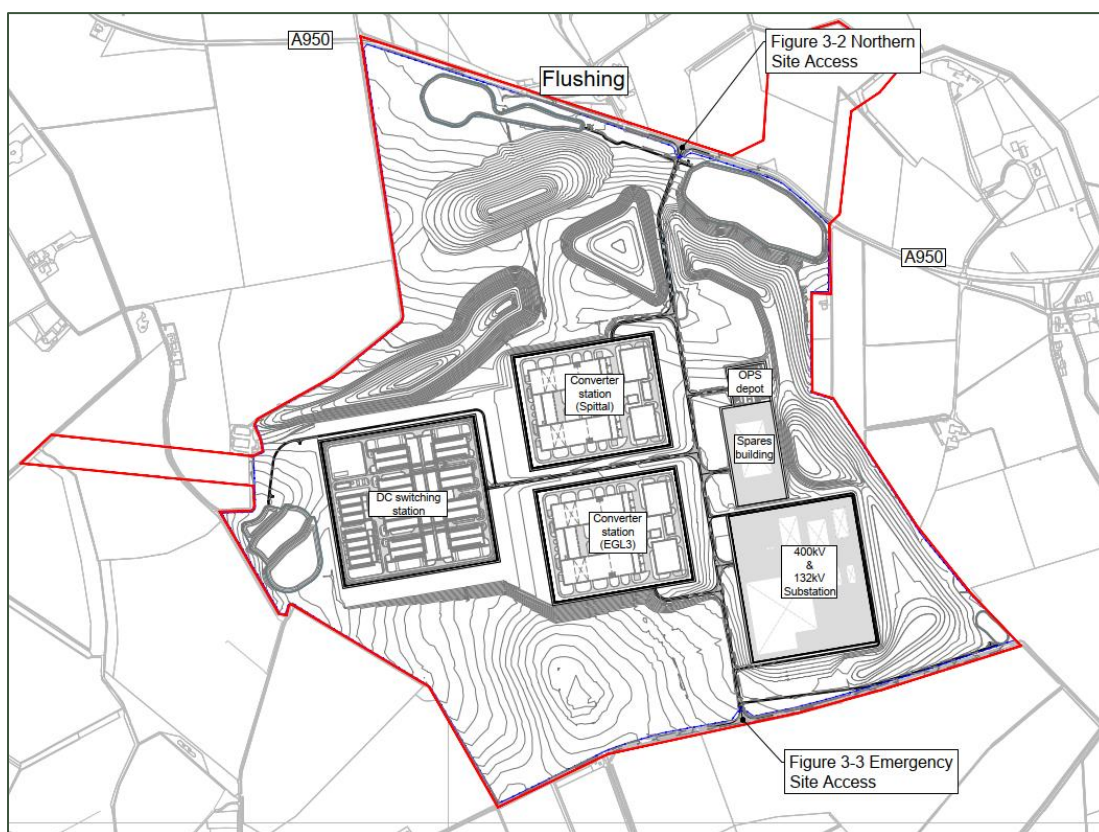 A950
Figure 3-2 Northern
Site Access
Flushing
A950
Converter
station
(Spittal)
OPS
depot
Spares
building
DC switching
station
Converter
station
(EGL3)
400kV
&
132kV
Substation
Figure 3-3 Emergency
Site Access